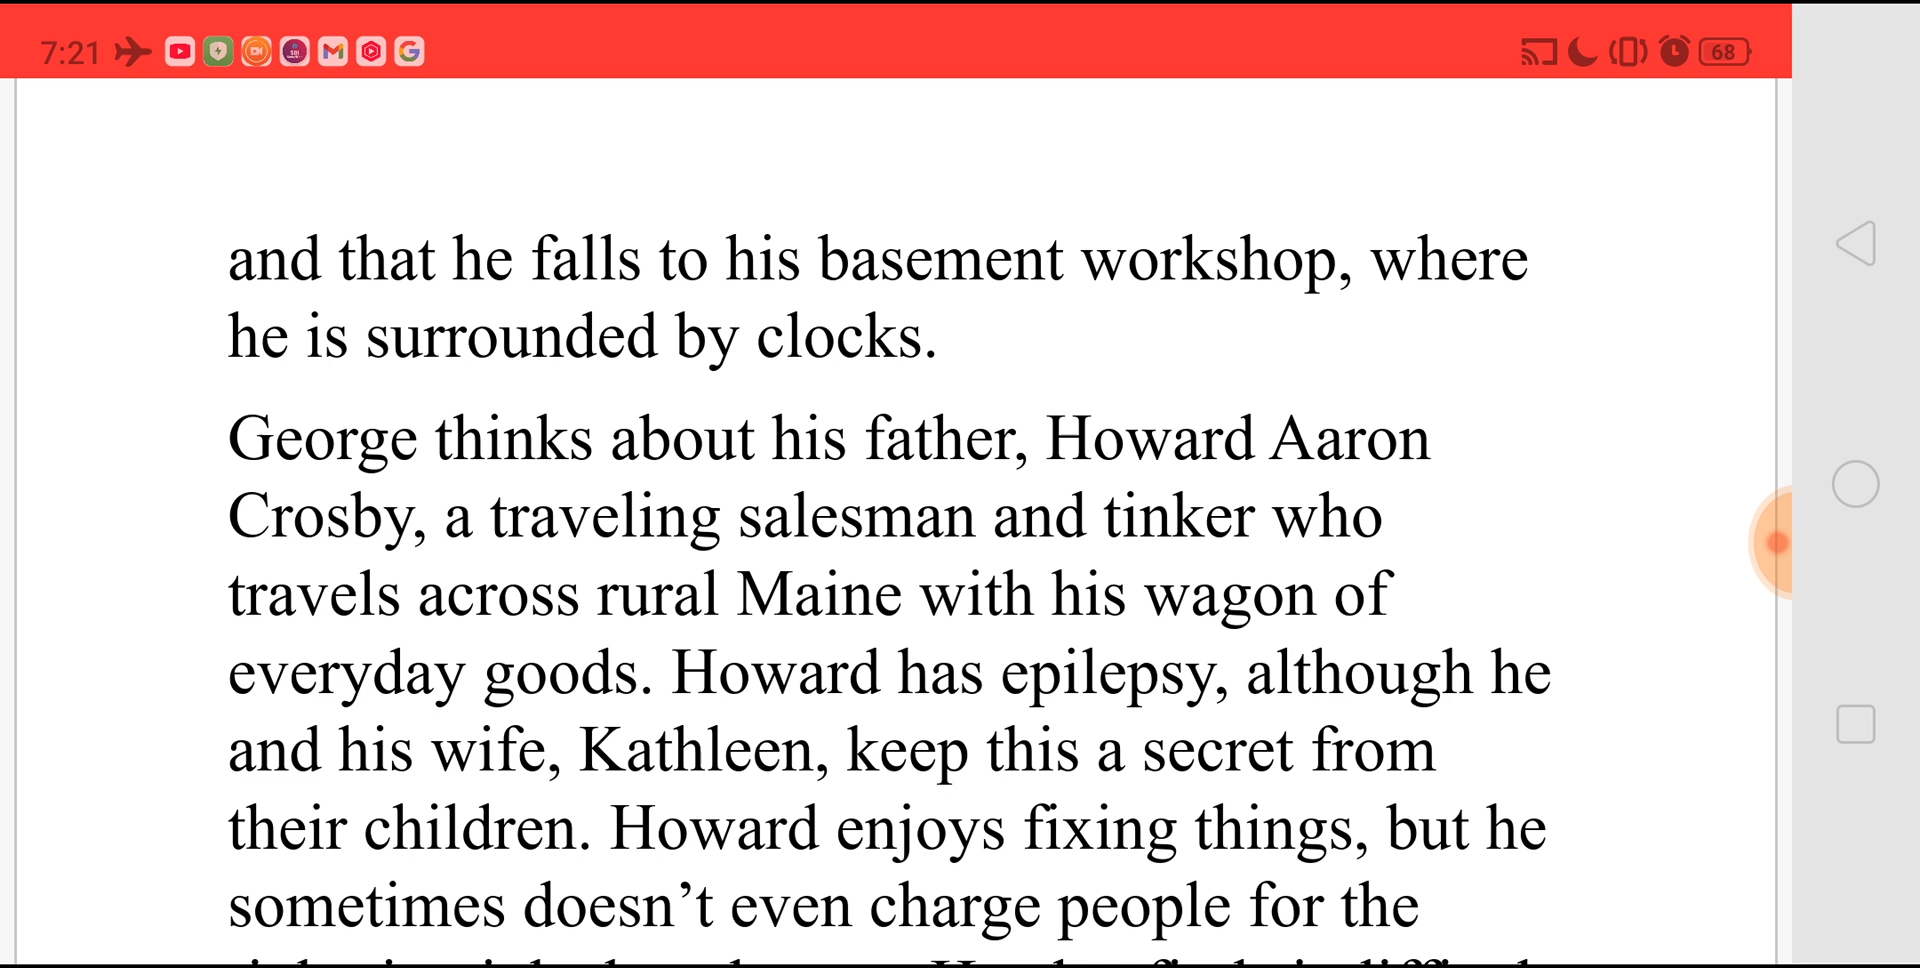 7:21
68
and that he falls to his basement workshop, where
he is surrounded by clocks.
George thinks about his father, Howard Aaron
Crosby, a traveling salesman and tinker who
travels across rural Maine with his wagon of
everyday goods. Howard has epilepsy, although he
and his wife, Kathleen, keep this a secret from
their children. Howard enjoys fixing things, but he
sometimes doesn’t even charge people for the